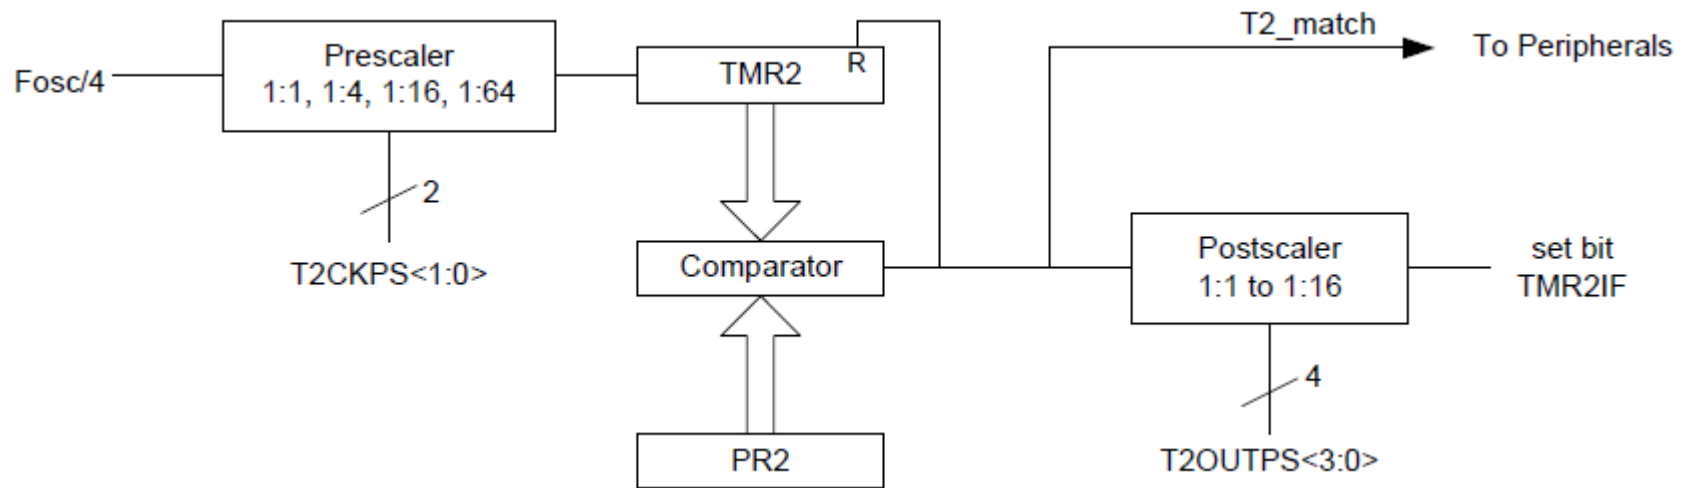 T2_match
To Peripherals
Fosc/4
Prescaler
1:1, 1:4, 1:16, 1:64
TMR2
R
2
T2CKPS<1:0>
Comparator
Postscaler
1:1 to 1:16
set bit
TMR2IF
4
PR2
T2OUTPS<3:0>